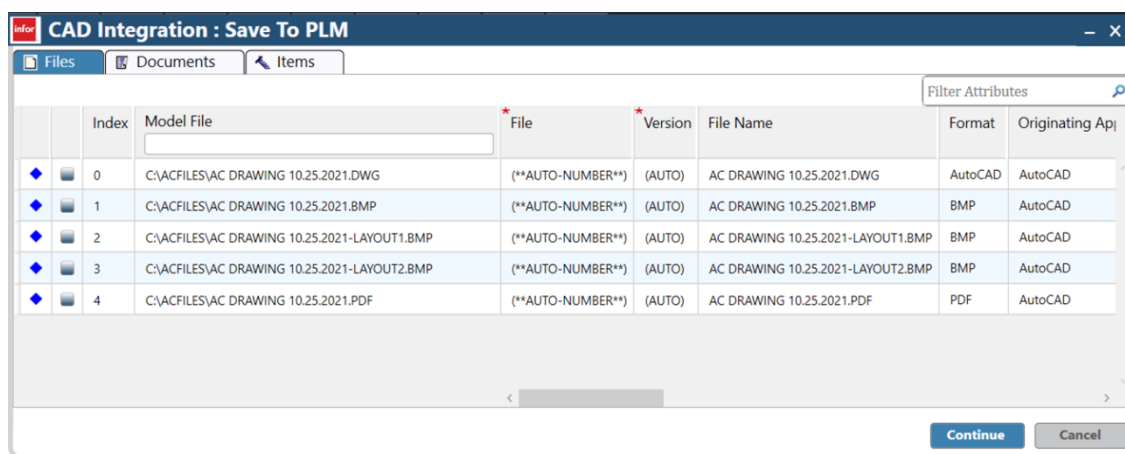 infor CAD Integration : Save To PLM
Files Documents Items
Filter Attributes
Index Model File * File * Version File Name Format Originating App
0 C:\ACFILES\AC DRAWING 10.25.2021.DWG (**AUTO-NUMBER**) (AUTO) AC DRAWING 10.25.2021.DWG AutoCAD AutoCAD
1 C:\ACFILES\AC DRAWING 10.25.2021.BMP (**AUTO-NUMBER**) (AUTO) AC DRAWING 10.25.2021.BMP BMP AutoCAD
2 C:\ACFILES\AC DRAWING 10.25.2021-LAYOUT1.BMP (**AUTO-NUMBER**) (AUTO) AC DRAWING 10.25.2021-LAYOUT1.BMP BMP AutoCAD
3 C:\ACFILES\AC DRAWING 10.25.2021-LAYOUT2.BMP (**AUTO-NUMBER**) (AUTO) AC DRAWING 10.25.2021-LAYOUT2.BMP BMP AutoCAD
4 C:\ACFILES\AC DRAWING 10.25.2021.PDF (**AUTO-NUMBER**) (AUTO) AC DRAWING 10.25.2021.PDF PDF AutoCAD
Continue Cancel